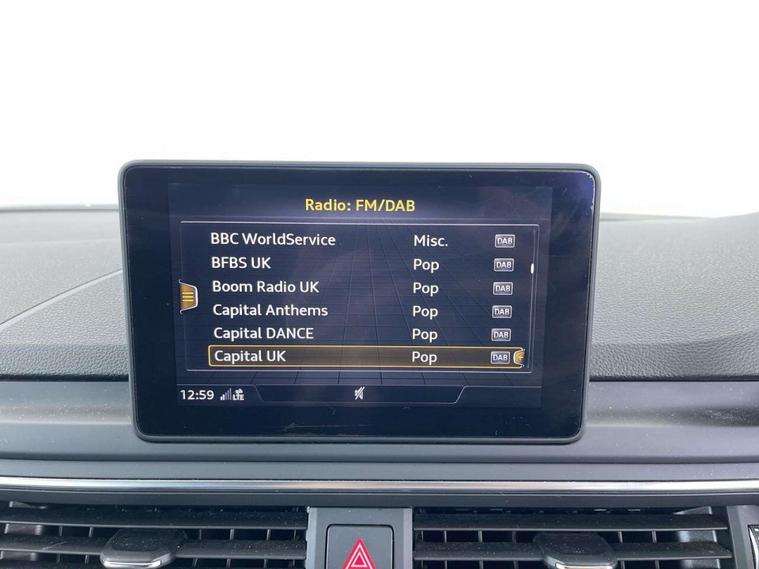 Radio: FM/DAB
BBC WorldService Misc. DAB
BFBS UK Pop DAB
Boom Radio UK Pop DAB
Capital Anthems Pop DAB
Capital DANCE Pop DAB
Capital UK Pop DAB
12:59 LTE